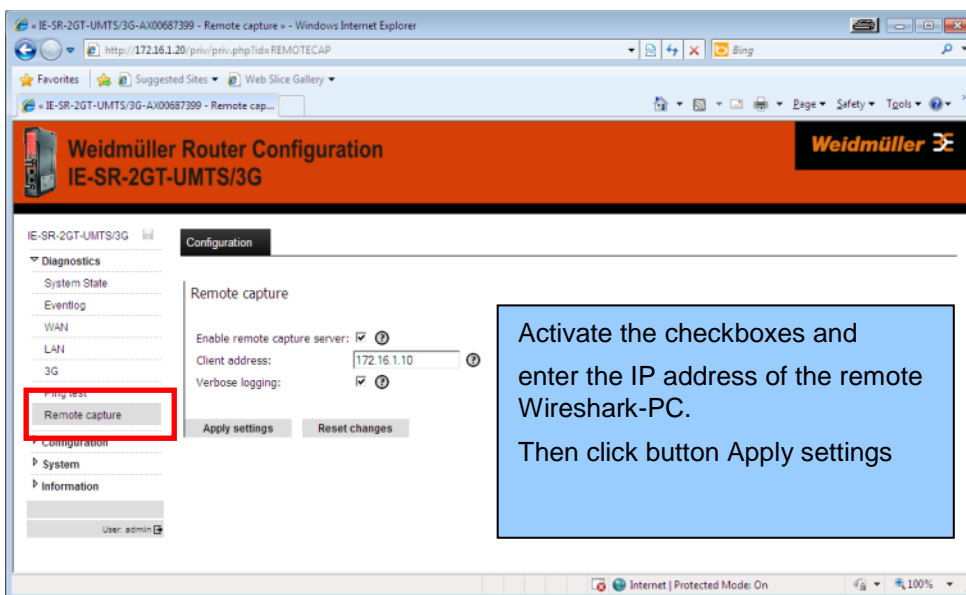 « IE-SR-2GT-UMTS/3G-AX00687399 - Remote capture » - Windows Internet Explorer
http://172.16.1.20/priv/priv.php?id=REMOTECAP
Bing
Favorites
Suggested Sites
Web Slice Gallery
« IE-SR-2GT-UMTS/3G-AX00687399 - Remote cap...
Page
Safety
Tools
Weidmüller Router Configuration
IE-SR-2GT-UMTS/3G
Weidmüller
IE-SR-2GT-UMTS/3G
Configuration
Diagnostics
System State
Eventlog
WAN
LAN
3G
Ping test
Remote capture
Configuration
System
Information
User: admin
Remote capture
Enable remote capture server:
Client address:
172.16.1.10
Verbose logging:
Apply settings
Reset changes
Activate the checkboxes and
enter the IP address of the remote
Wireshark-PC.
Then click button Apply settings
Internet | Protected Mode: On
100%